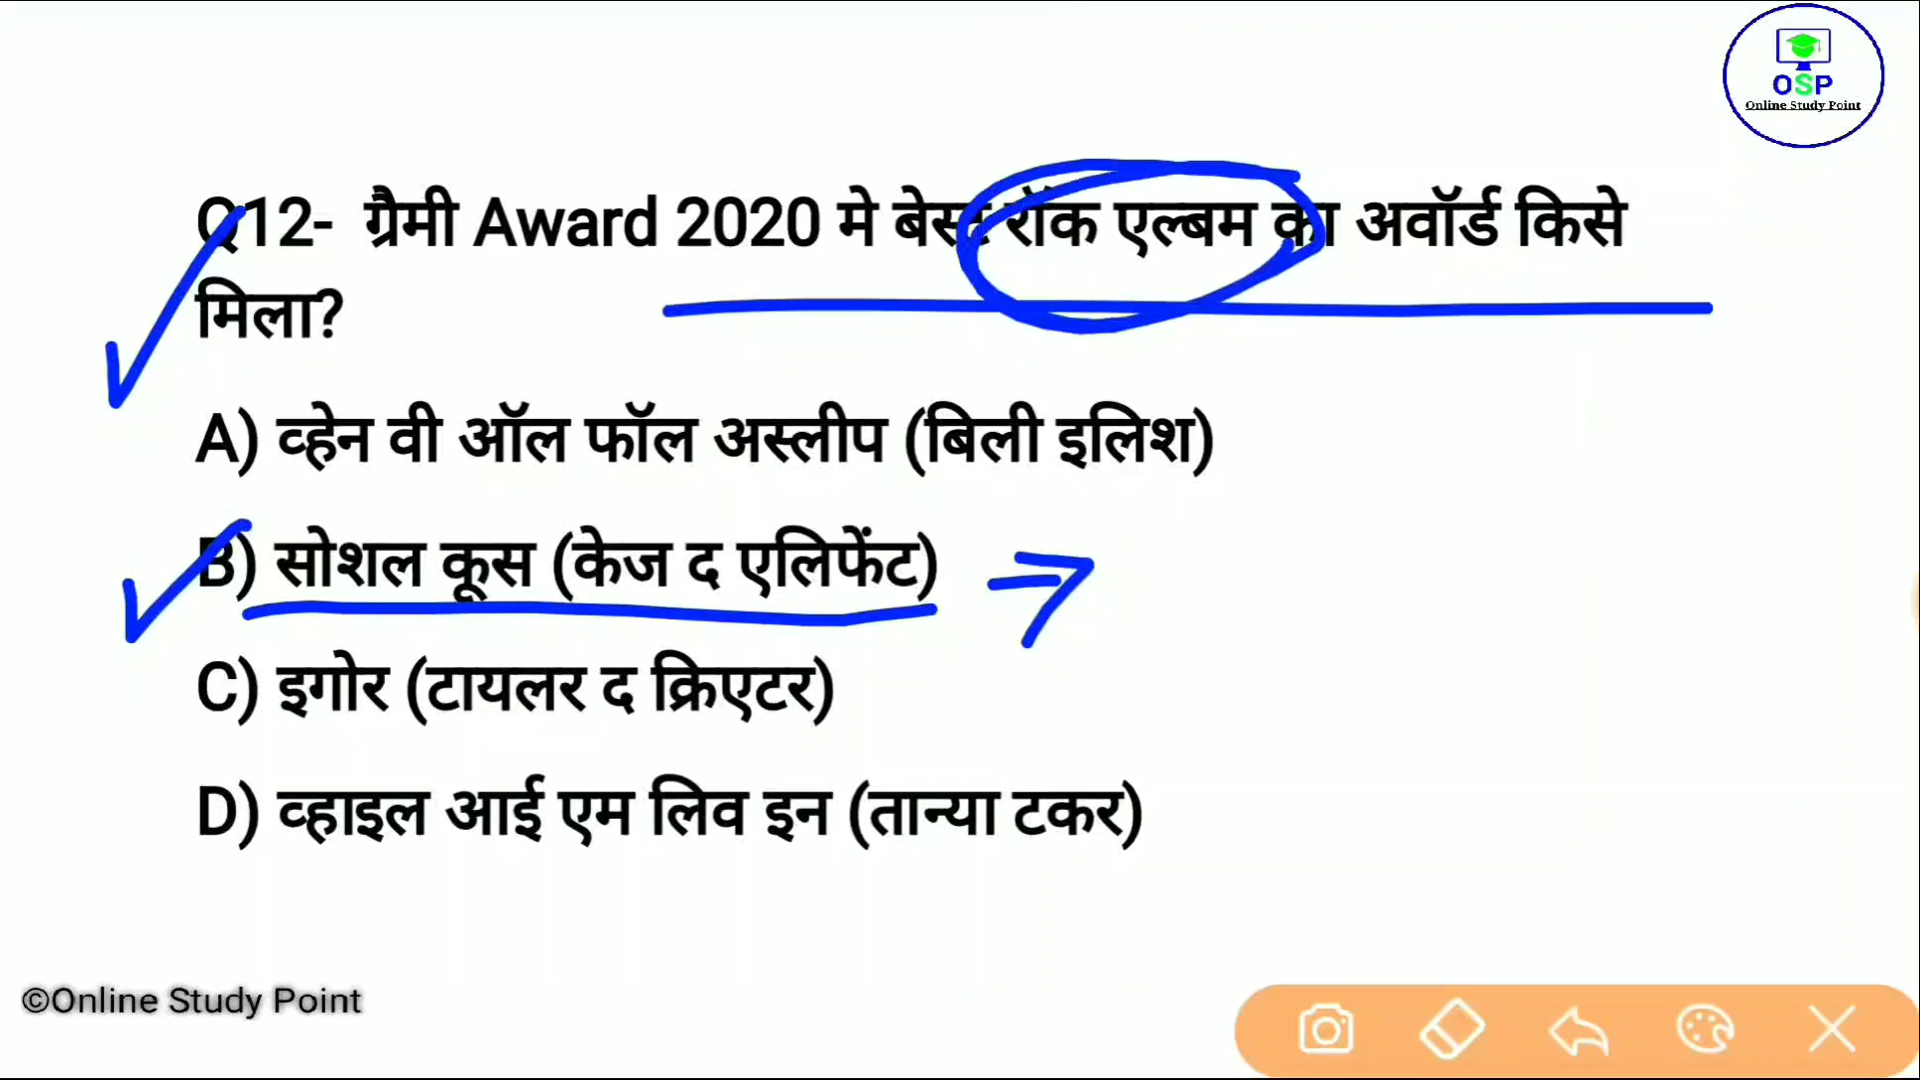 OSP
Online Study Point
Q12- ग्रैमी Award 2020 मे बेस्ट रॉक एल्बम का अवॉर्ड किसे
मिला?
A) व्हेन वी ऑल फॉल अस्लीप (बिली इलिश)
B) सोशल कूस (केज द एलिफेंट)
C) इगोर (टायलर द क्रिएटर)
D) व्हाइल आई एम लिव इन (तान्या टकर)
©Online Study Point